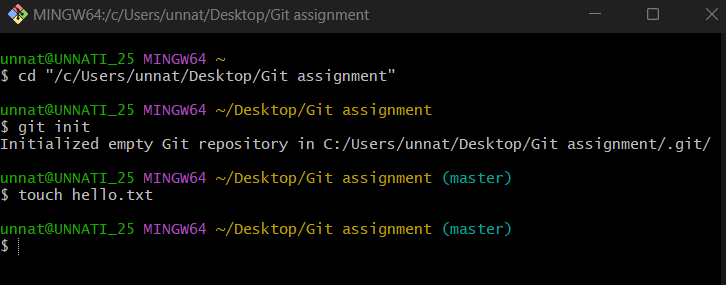 MINGW64:/c/Users/unnat/Desktop/Git assignment
unnat@UNNATI_25 MINGW64 ~
$ cd "/c/Users/unnat/Desktop/Git assignment"
unnat@UNNATI_25 MINGW64 ~/Desktop/Git assignment
$ git init
Initialized empty Git repository in C:/Users/unnat/Desktop/Git assignment/.git/
unnat@UNNATI_25 MINGW64 ~/Desktop/Git assignment (master)
$ touch hello.txt
unnat@UNNATI_25 MINGW64 ~/Desktop/Git assignment (master)
$